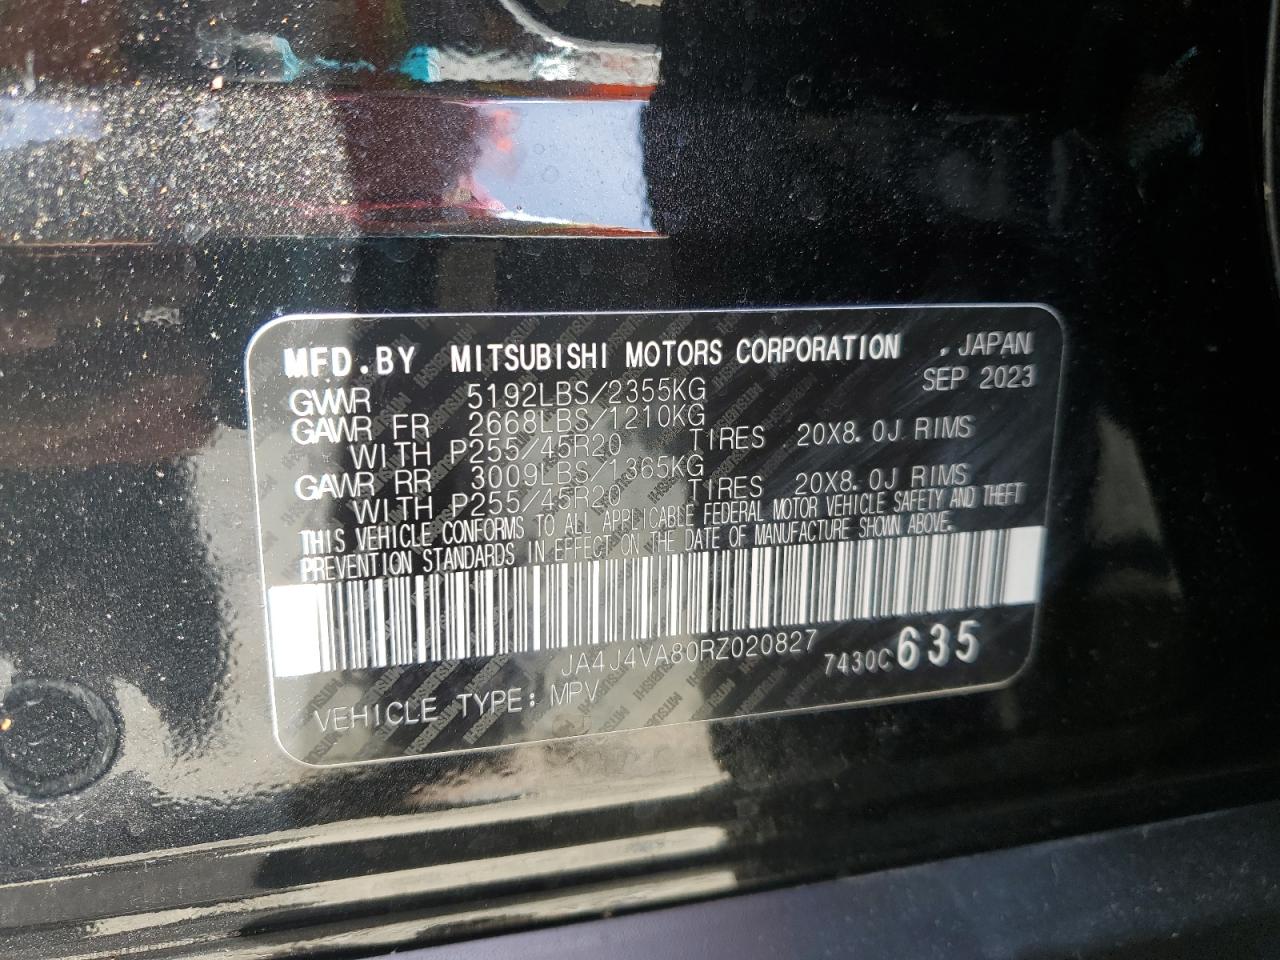 MFD.BY MITSUBISHI MOTORS CORPORATION .JAPAN
GVWR 5192LBS/2355KG SEP 2023
GAWR FR 2668LBS/1210KG
WITH P255/45R20 TIRES 20X8.0J RIMS
GAWR RR 3009LBS/1365KG
WITH P255/45R20 TIRES 20X8.0J RIMS
THIS VEHICLE CONFORMS TO ALL APPLICABLE FEDERAL MOTOR VEHICLE SAFETY AND THEFT
PREVENTION STANDARDS IN EFFECT ON THE DATE OF MANUFACTURE SHOWN ABOVE.
JA4J4VA80RZ020827 7430C635
VEHICLE TYPE: MPV